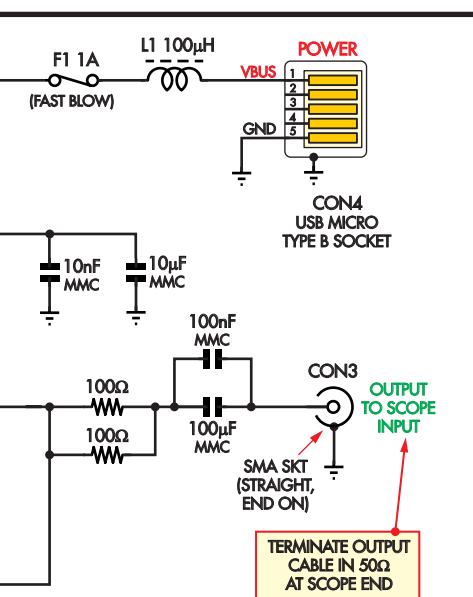 F1 1A
L1 100µH
POWER
(FAST BLOW)
VBUS
1
2
3
4
5
GND
CON4
USB MICRO
TYPE B SOCKET
10nF
MMC
10µF
MMC
100nF
MMC
CON3
100Ω
100Ω
100µF
MMC
OUTPUT
TO SCOPE
INPUT
SMA SKT
(STRAIGHT,
END ON)
TERMINATE OUTPUT
CABLE IN 50Ω
AT SCOPE END